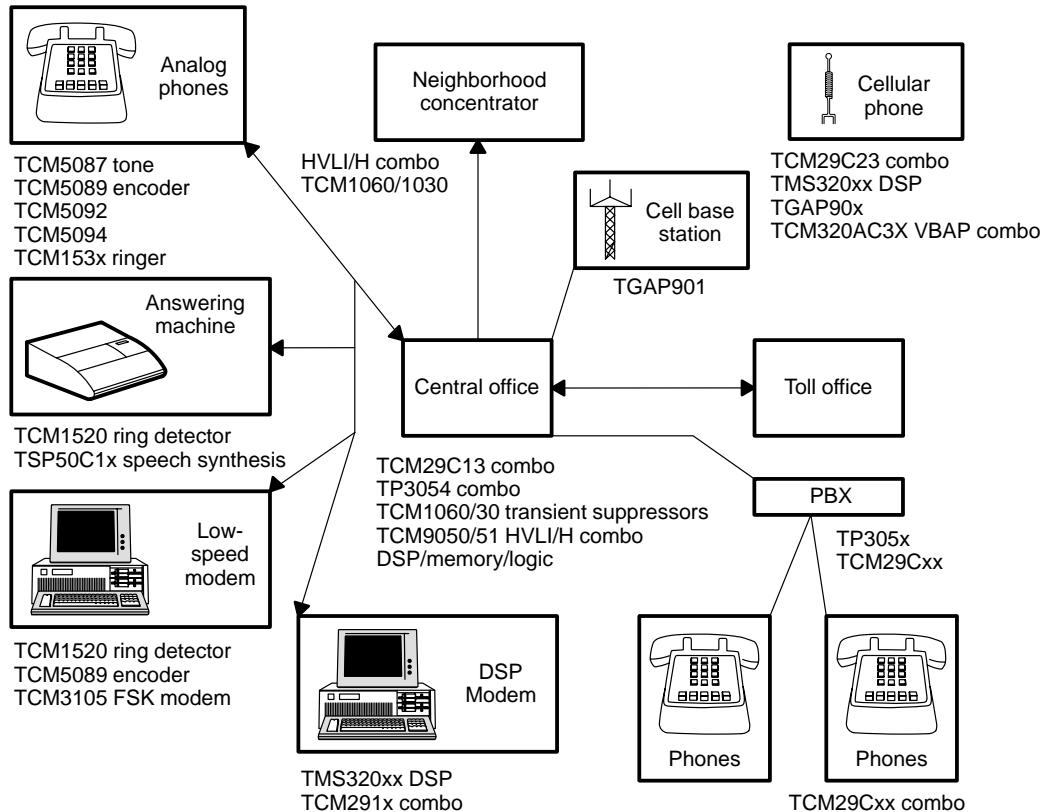 Analog
phones
TCM5087 tone
TCM5089 encoder
TCM5092
TCM5094
TCM153x ringer
Neighborhood
concentrator
HVLI/H combo
TCM1060/1030
Cellular
phone
TCM29C23 combo
TMS320xx DSP
TGAP90x
TCM320AC3X VBAP combo
Cell base
station
TGAP901
Answering
machine
TCM1520 ring detector
TSP50C1x speech synthesis
Central office
TCM29C13 combo
TP3054 combo
TCM1060/30 transient suppressors
TCM9050/51 HVLI/H combo
DSP/memory/logic
Toll office
PBX
TP305x
TCM29Cxx
Low-
speed
modem
TCM1520 ring detector
TCM5089 encoder
TCM3105 FSK modem
DSP
Modem
TMS320xx DSP
TCM291x combo
Phones
Phones
TCM29Cxx combo